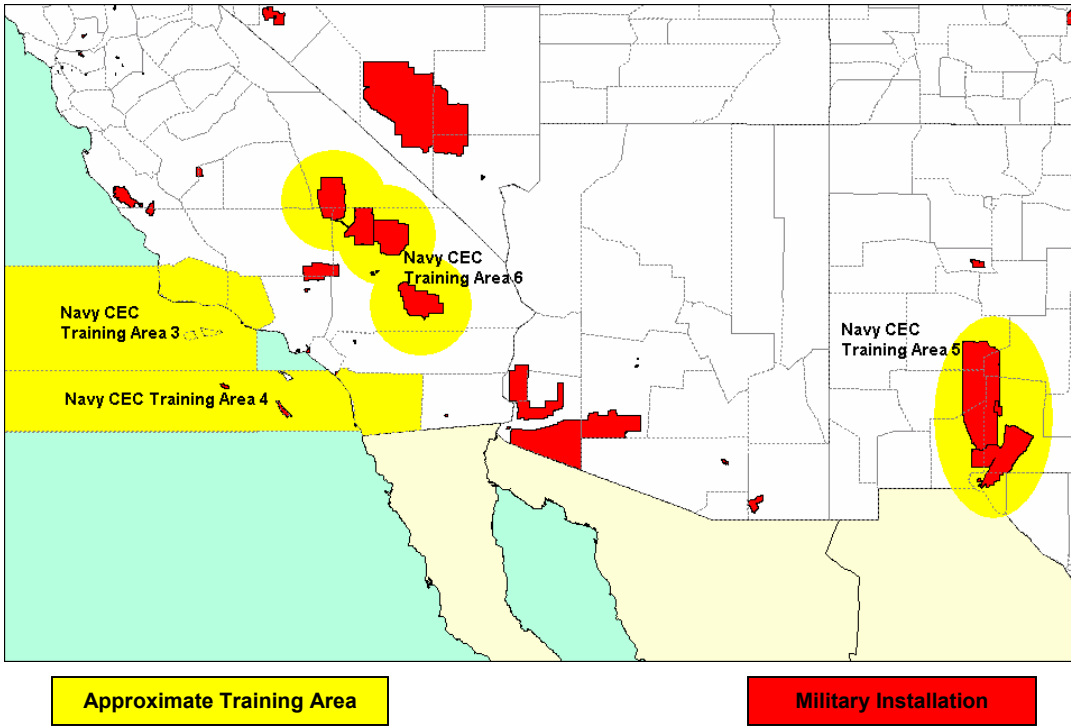 Navy CEC
Training Area 6
Navy CEC
Training Area 3
Navy CEC
Training Area 5
Navy CEC Training Area 4
Approximate Training Area
Military Installation